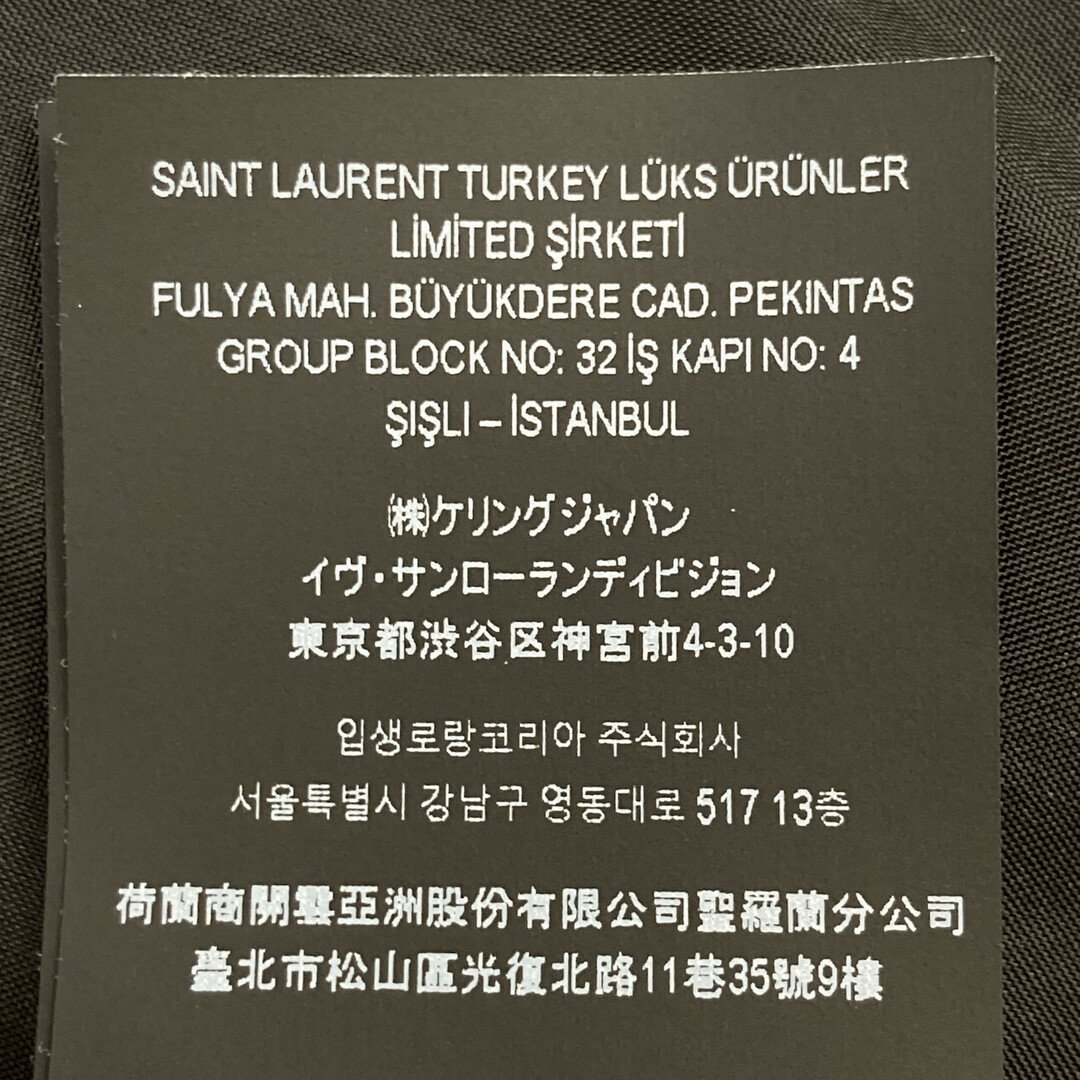 SAINT LAURENT TURKEY LÜKS ÜRÜNLER
LİMİTED ŞİRKETİ
FULYA MAH. BÜYÜKDERE CAD. PEKINTAS
GROUP BLOCK NO: 32 İŞ KAPI NO: 4
ŞIŞLI – İSTANBUL
㈱ケリングジャパン
イヴ・サンローランディビジョン
東京都渋谷区神宮前4-3-10
입생로랑코리아 주식회사
서울특별시 강남구 영동대로 517 13층
荷蘭商開雲亞洲股份有限公司聖羅蘭分公司
臺北市松山區光復北路11巷35號9樓